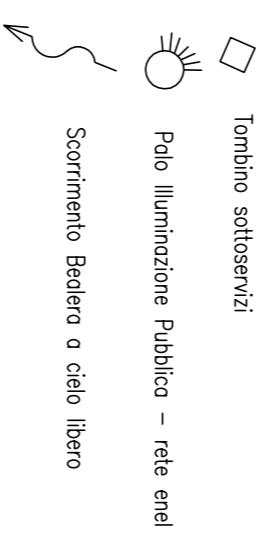 Tombino sottoservizi
Palo Illuminazione Pubblica – rete enel
Scorrimento Bealera a cielo libero